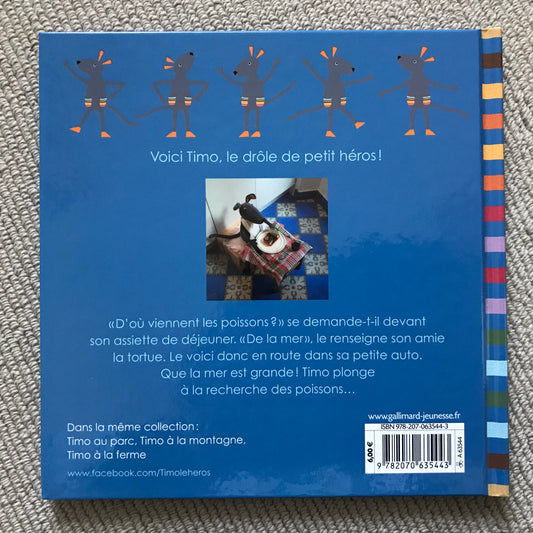 Voici Timo, le drôle de petit héros !
«D'où viennent les poissons ?» se demande-t-il devant
son assiette de déjeuner. «De la mer», le renseigne son amie
la tortue. Le voici donc en route dans sa petite auto.
Que la mer est grande ! Timo plonge
à la recherche des poissons…
Dans la même collection :
Timo au parc, Timo à la montagne,
Timo à la ferme
www.facebook.com/Timoleheros
www.gallimard-jeunesse.fr
ISBN 978-207-063544-3
6,00 €
9 782070 635443
A 63544